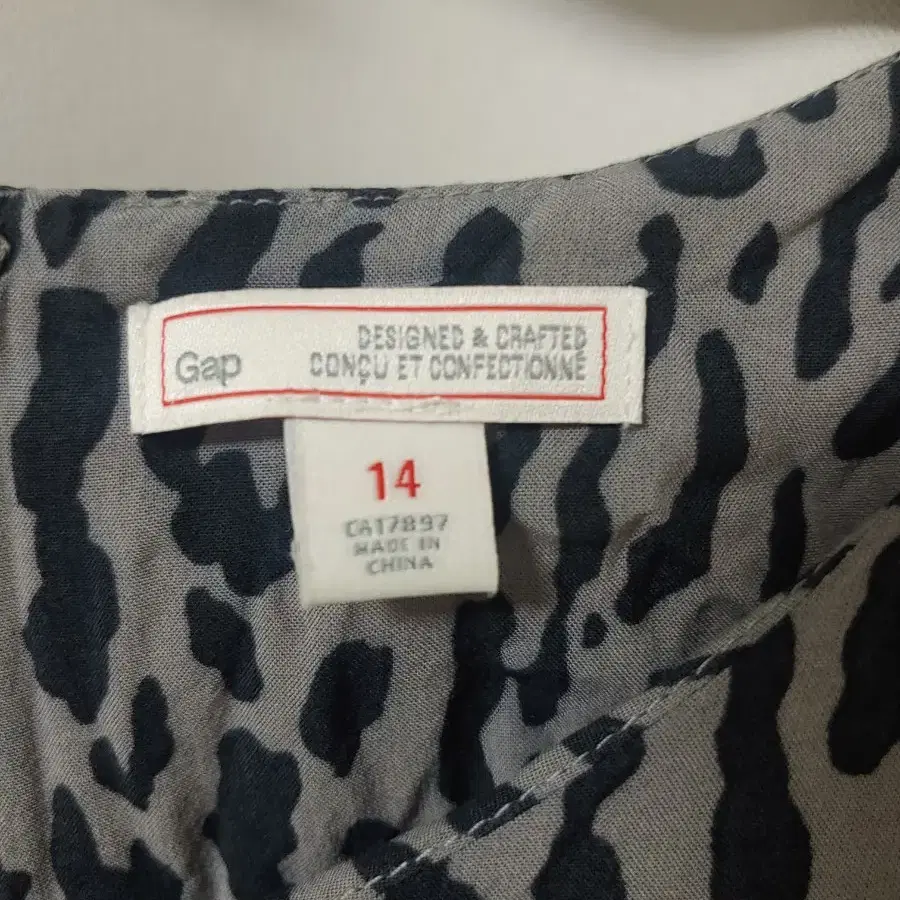 Gap
DESIGNED & CRAFTED
CONÇU ET CONFECTIONNÉ
14
CA17897
MADE IN
CHINA